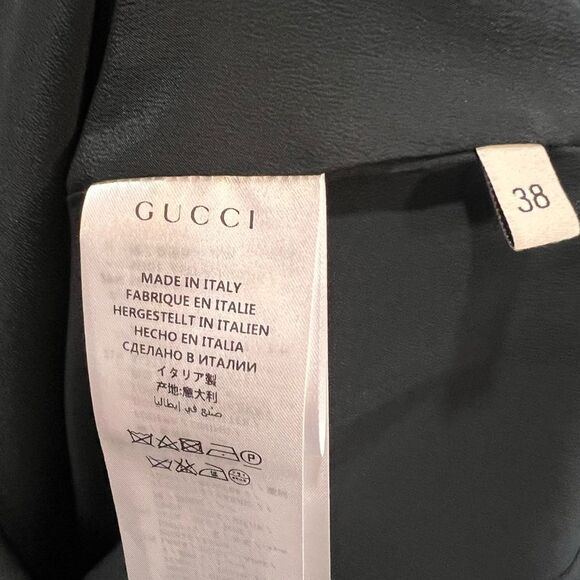 GUCCI
MADE IN ITALY
FABRIQUE EN ITALIE
HERGESTELLT IN ITALIEN
HECHO EN ITALIA
СДЕЛАНО В ИТАЛИИ
イタリア製
产地:意大利
صنع في إيطاليا
P
38